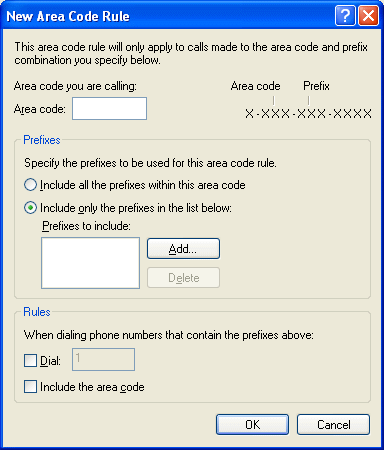 New Area Code Rule
This area code rule will only apply to calls made to the area code and prefix
combination you specify below.
Area code you are calling:
Area code:
Area code Prefix
X-XXX-XXX-XXXX
Prefixes
Specify the prefixes to be used for this area code rule.
Include all the prefixes within this area code
Include only the prefixes in the list below:
Prefixes to include:
Add...
Delete
Rules
When dialing phone numbers that contain the prefixes above:
Dial: 1
Include the area code
OK Cancel